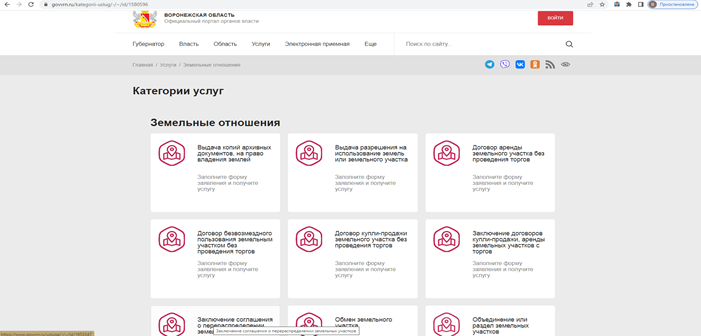 govvrn.ru/kategorii-uslug/-/~/id/1580596
Приостановлена
ВОРОНЕЖСКАЯ ОБЛАСТЬ
Официальный портал органов власти
ВОЙТИ
Губернатор Власть Область Услуги Электронная приемная Еще
Поиск по сайту...
Главная / Услуги / Земельные отношения
Категории услуг
Земельные отношения
Выдача копий архивных
документов, на право
владения землей
Заполните форму
заявления и получите
услугу
Выдача разрешения на
использование земель
или земельного участка
Заполните форму
заявления и получите
услугу
Договор аренды
земельного участка без
проведения торгов
Заполните форму
заявления и получите
услугу
Договор безвозмездного
пользования земельным
участком без
проведения торгов
Заполните форму
заявления и получите
услугу
Договор купли-продажи
земельного участка без
проведения торгов
Заполните форму
заявления и получите
услугу
Заключение договоров
купли-продажи, аренды
земельных участков с
торгов
Заполните форму
заявления и получите
услугу
Заключение соглашения
о перераспределении
Заключение соглашения о перераспределении земельных участков
Обмен земельного
участка
Объединение или
раздел земельных
участков